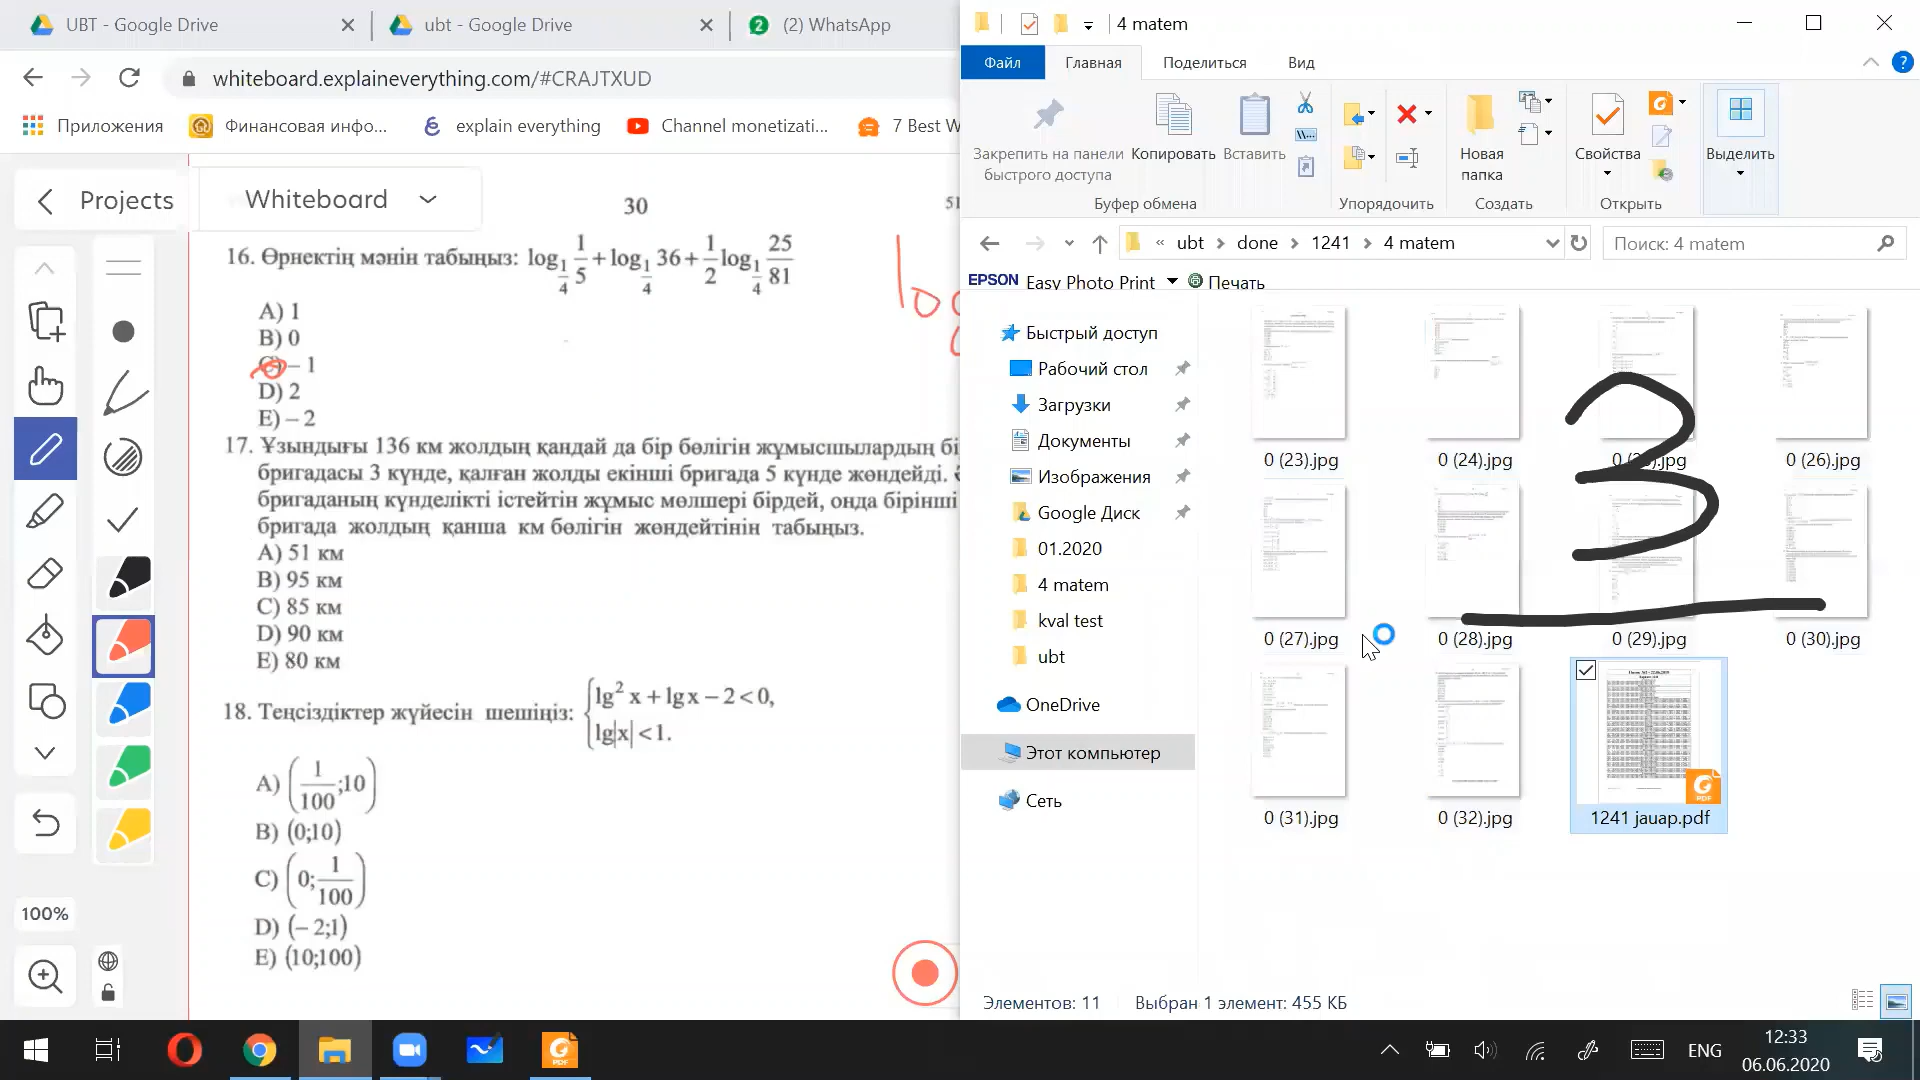 UBT - Google Drive
ubt - Google Drive
(2) WhatsApp
whiteboard.explaineverything.com/#CRAJTXUD
Приложения
Финансовая инфо...
explain everything
Channel monetizati...
7 Best W
Projects
Whiteboard
30
51
16. Өрнектің мәнін табыңыз: log_{1/4} 1/5 + log_{1/4} 36 + 1/2 log_{1/4} 25/81
A) 1
B) 0
C) – 1
D) 2
E) – 2
17. Ұзындығы 136 км жолдың қандай да бір бөлігін жұмысшылардың бі
бригадасы 3 күнде, қалған жолды екінші бригада 5 күнде жөндейді.
бригаданың күнделікті істейтін жұмыс мөлшері бірдей, онда бірінші
бригада жолдың қанша км бөлігін жөндейтінін табыңыз.
A) 51 км
B) 95 км
C) 85 км
D) 90 км
E) 80 км
18. Теңсіздіктер жүйесін шешіңіз: { lg² x + lg x – 2 < 0,
lg|x| < 1.
A) (1/100;10)
B) (0;10)
C) (0;1/100)
D) (– 2;1)
E) (10;100)
100%
4 matem
Файл
Главная
Поделиться
Вид
Закрепить на панели быстрого доступа
Копировать
Вставить
Новая папка
Свойства
Выделить
Буфер обмена
Упорядочить
Создать
Открыть
« ubt > done > 1241 > 4 matem
Поиск: 4 matem
EPSON Easy Photo Print
Печать
Быстрый доступ
Рабочий стол
Загрузки
Документы
Изображения
Google Диск
01.2020
4 matem
kval test
ubt
OneDrive
Этот компьютер
Сеть
0 (23).jpg
0 (24).jpg
0 (26).jpg
0 (27).jpg
0 (28).jpg
0 (29).jpg
0 (30).jpg
0 (31).jpg
0 (32).jpg
1241 jauap.pdf
3
Элементов: 11
Выбран 1 элемент: 455 КБ
ENG
12:33
06.06.2020